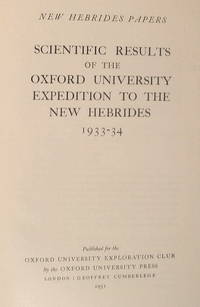 NEW HEBRIDES PAPERS
SCIENTIFIC RESULTS
OF THE
OXFORD UNIVERSITY
EXPEDITION TO THE
NEW HEBRIDES
1933-34
Published for the
OXFORD UNIVERSITY EXPLORATION CLUB
by the OXFORD UNIVERSITY PRESS
LONDON : GEOFFREY CUMBERLEGE
1951